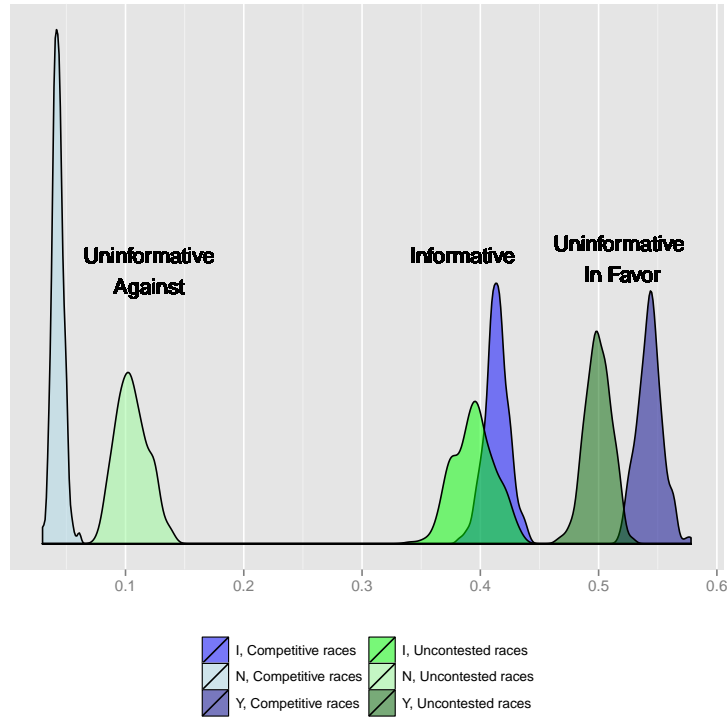 Uninformative
Against
Informative
Uninformative
In Favor
0.1 0.2 0.3 0.4 0.5 0.6
I, Competitive races I, Uncontested races
N, Competitive races N, Uncontested races
Y, Competitive races Y, Uncontested races